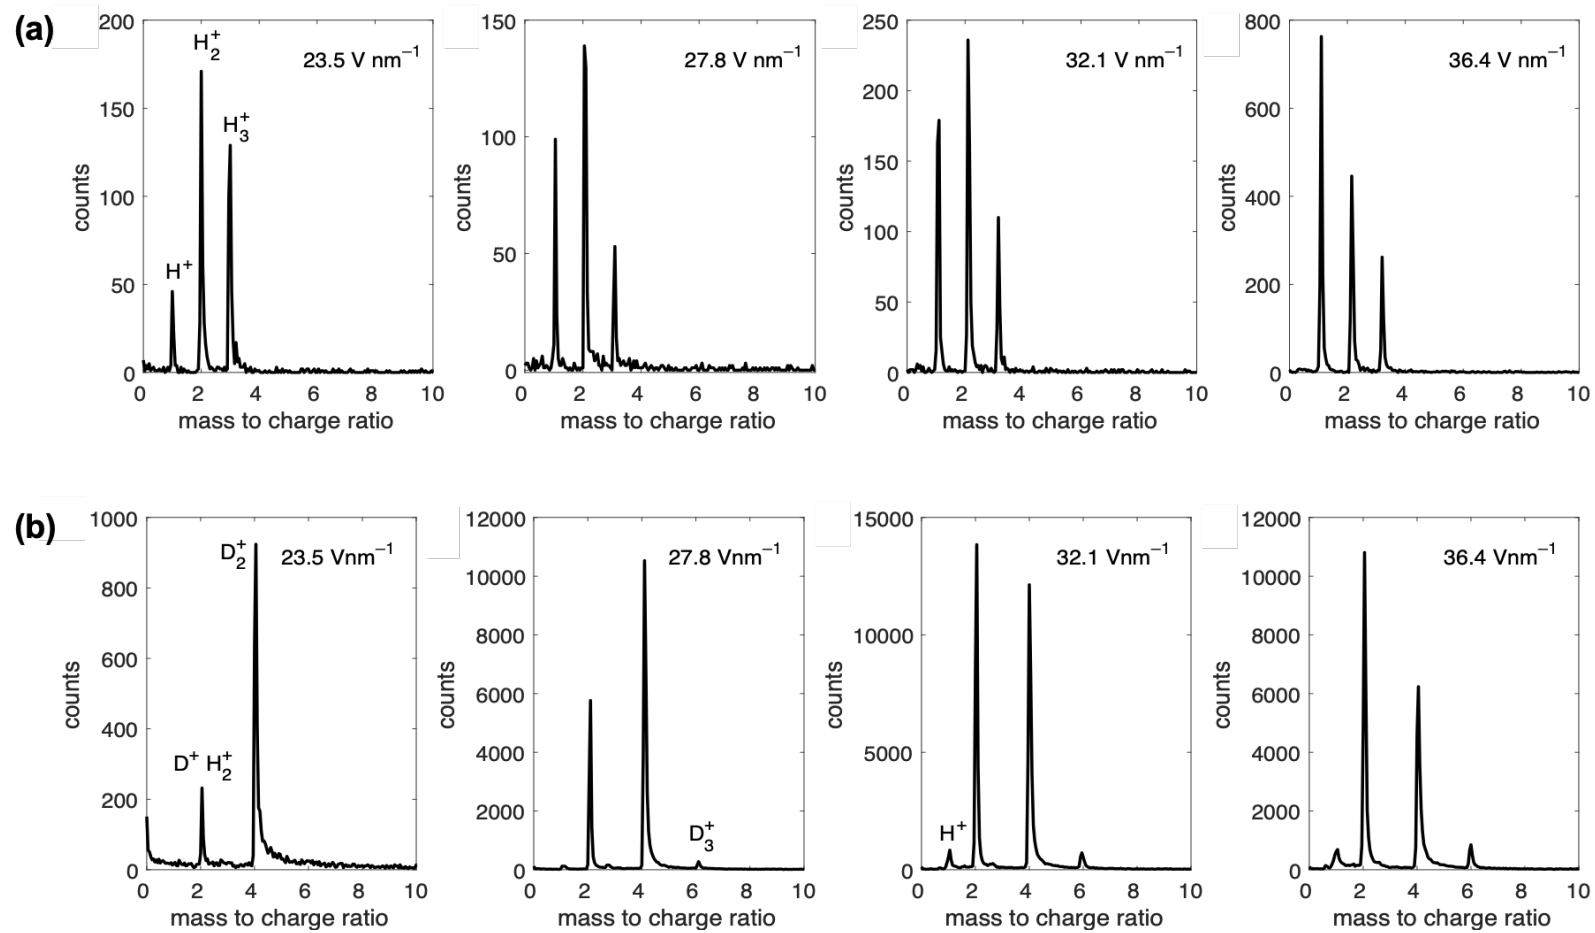 (a)
200
150
100
50
0
0 2 4 6 8 10
counts
mass to charge ratio
23.5 V nm⁻¹
H⁺
H₂⁺
H₃⁺
150
100
50
0
0 2 4 6 8 10
counts
mass to charge ratio
27.8 V nm⁻¹
250
200
150
100
50
0
0 2 4 6 8 10
counts
mass to charge ratio
32.1 V nm⁻¹
800
600
400
200
0
0 2 4 6 8 10
counts
mass to charge ratio
36.4 V nm⁻¹
(b)
1000
800
600
400
200
0
0 2 4 6 8 10
counts
mass to charge ratio
D₂⁺ 23.5 Vnm⁻¹
D⁺ H₂⁺
12000
10000
8000
6000
4000
2000
0
0 2 4 6 8 10
counts
mass to charge ratio
27.8 Vnm⁻¹
D₃⁺
15000
10000
5000
0
0 2 4 6 8 10
counts
mass to charge ratio
32.1 Vnm⁻¹
H⁺
12000
10000
8000
6000
4000
2000
0
0 2 4 6 8 10
counts
mass to charge ratio
36.4 Vnm⁻¹